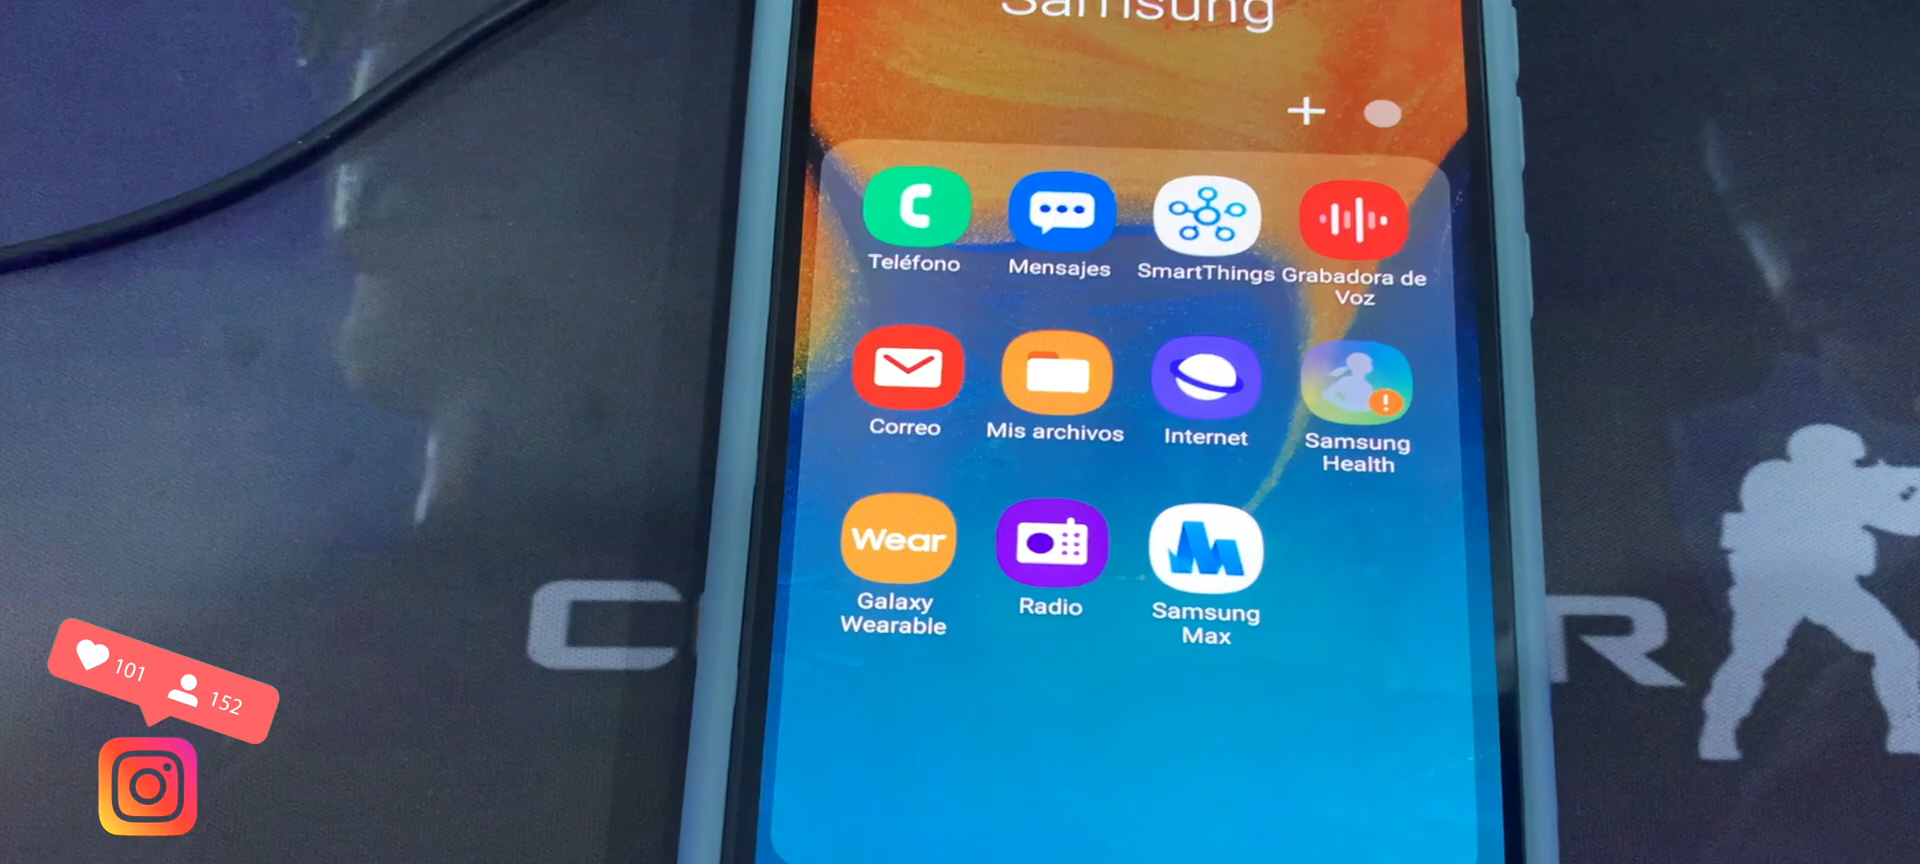 Samsung
Teléfono
Mensajes
SmartThings
Grabadora de
Voz
Correo
Mis archivos
Internet
Samsung
Health
Wear
Galaxy
Wearable
Radio
Samsung
Max
101
152